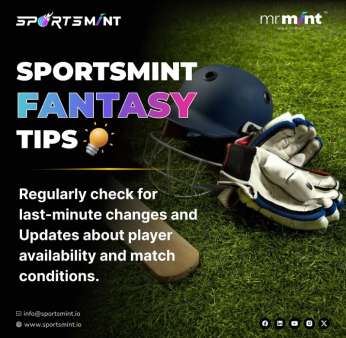 SPORTSMINT
mrmint
SPORTSMINT
FANTASY
TIPS
Regularly check for
last-minute changes and
Updates about player
availability and match
conditions.
info@sportsmint.io
www.sportsmint.io